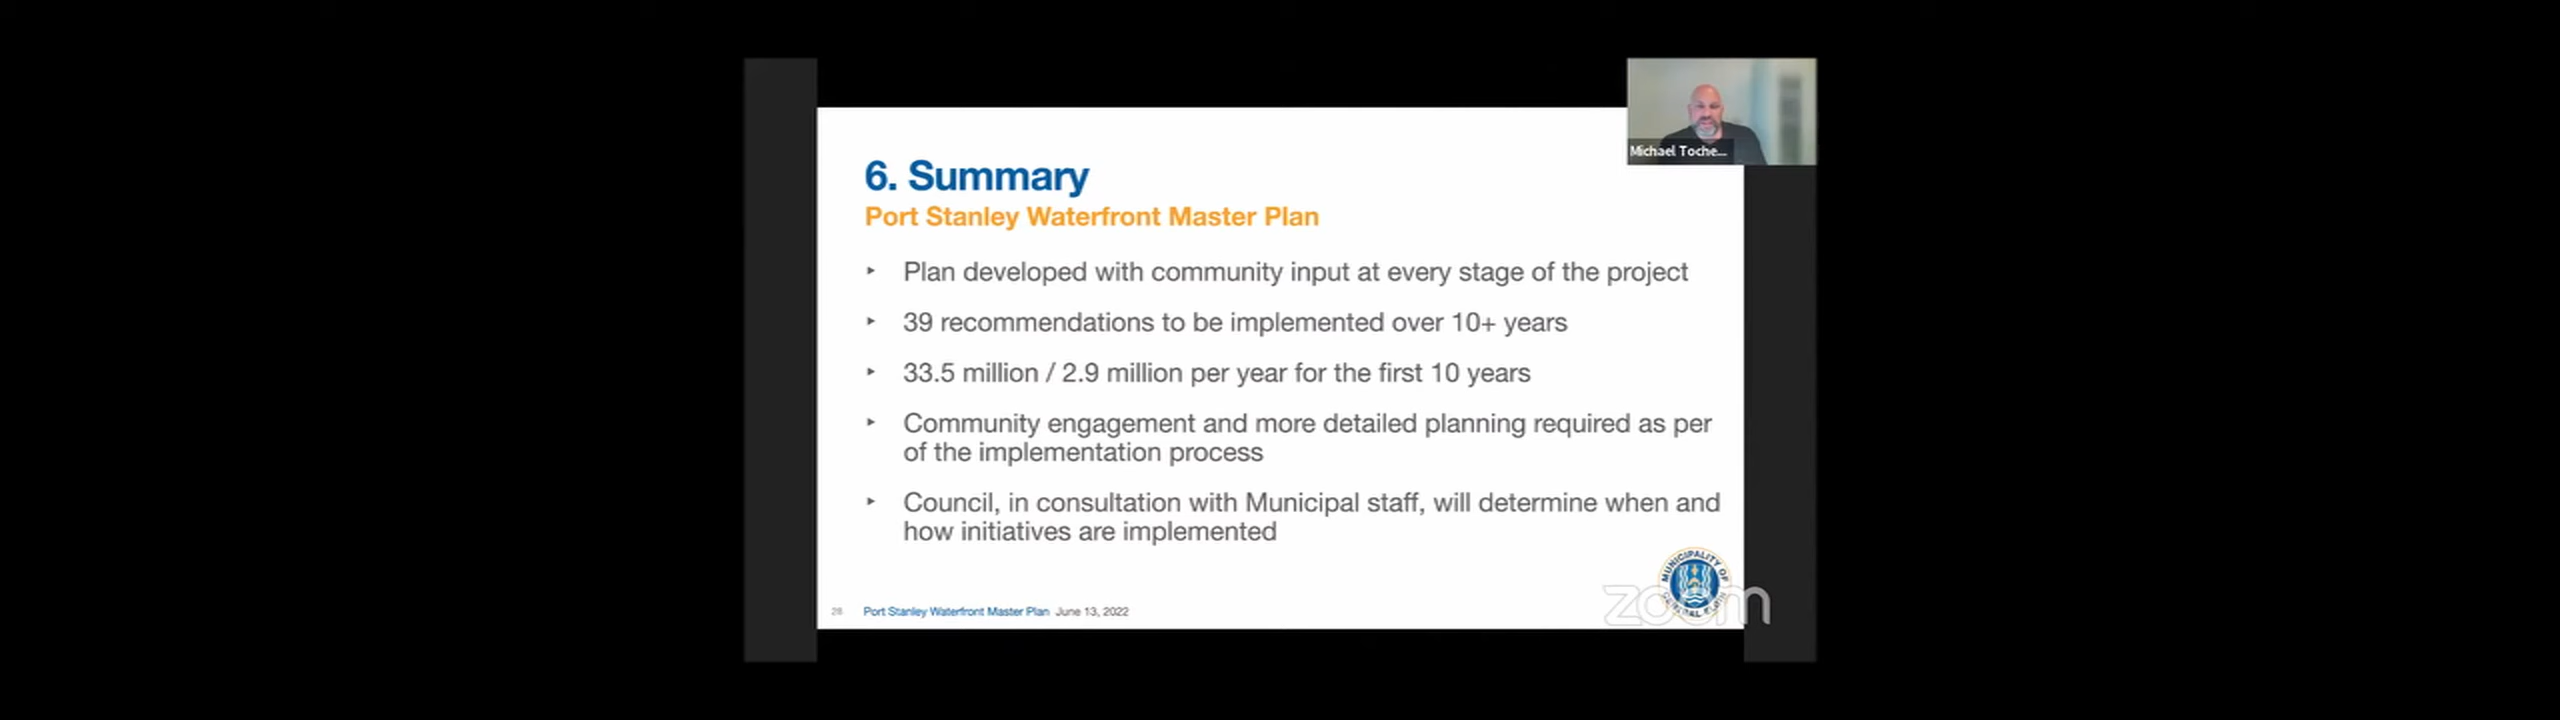 Michael Toche...
6. Summary
Port Stanley Waterfront Master Plan
‣ Plan developed with community input at every stage of the project
‣ 39 recommendations to be implemented over 10+ years
‣ 33.5 million / 2.9 million per year for the first 10 years
‣ Community engagement and more detailed planning required as per
of the implementation process
‣ Council, in consultation with Municipal staff, will determine when and
how initiatives are implemented
MUNICIPALITY OF
zoom
28 Port Stanley Waterfront Master Plan June 13, 2022